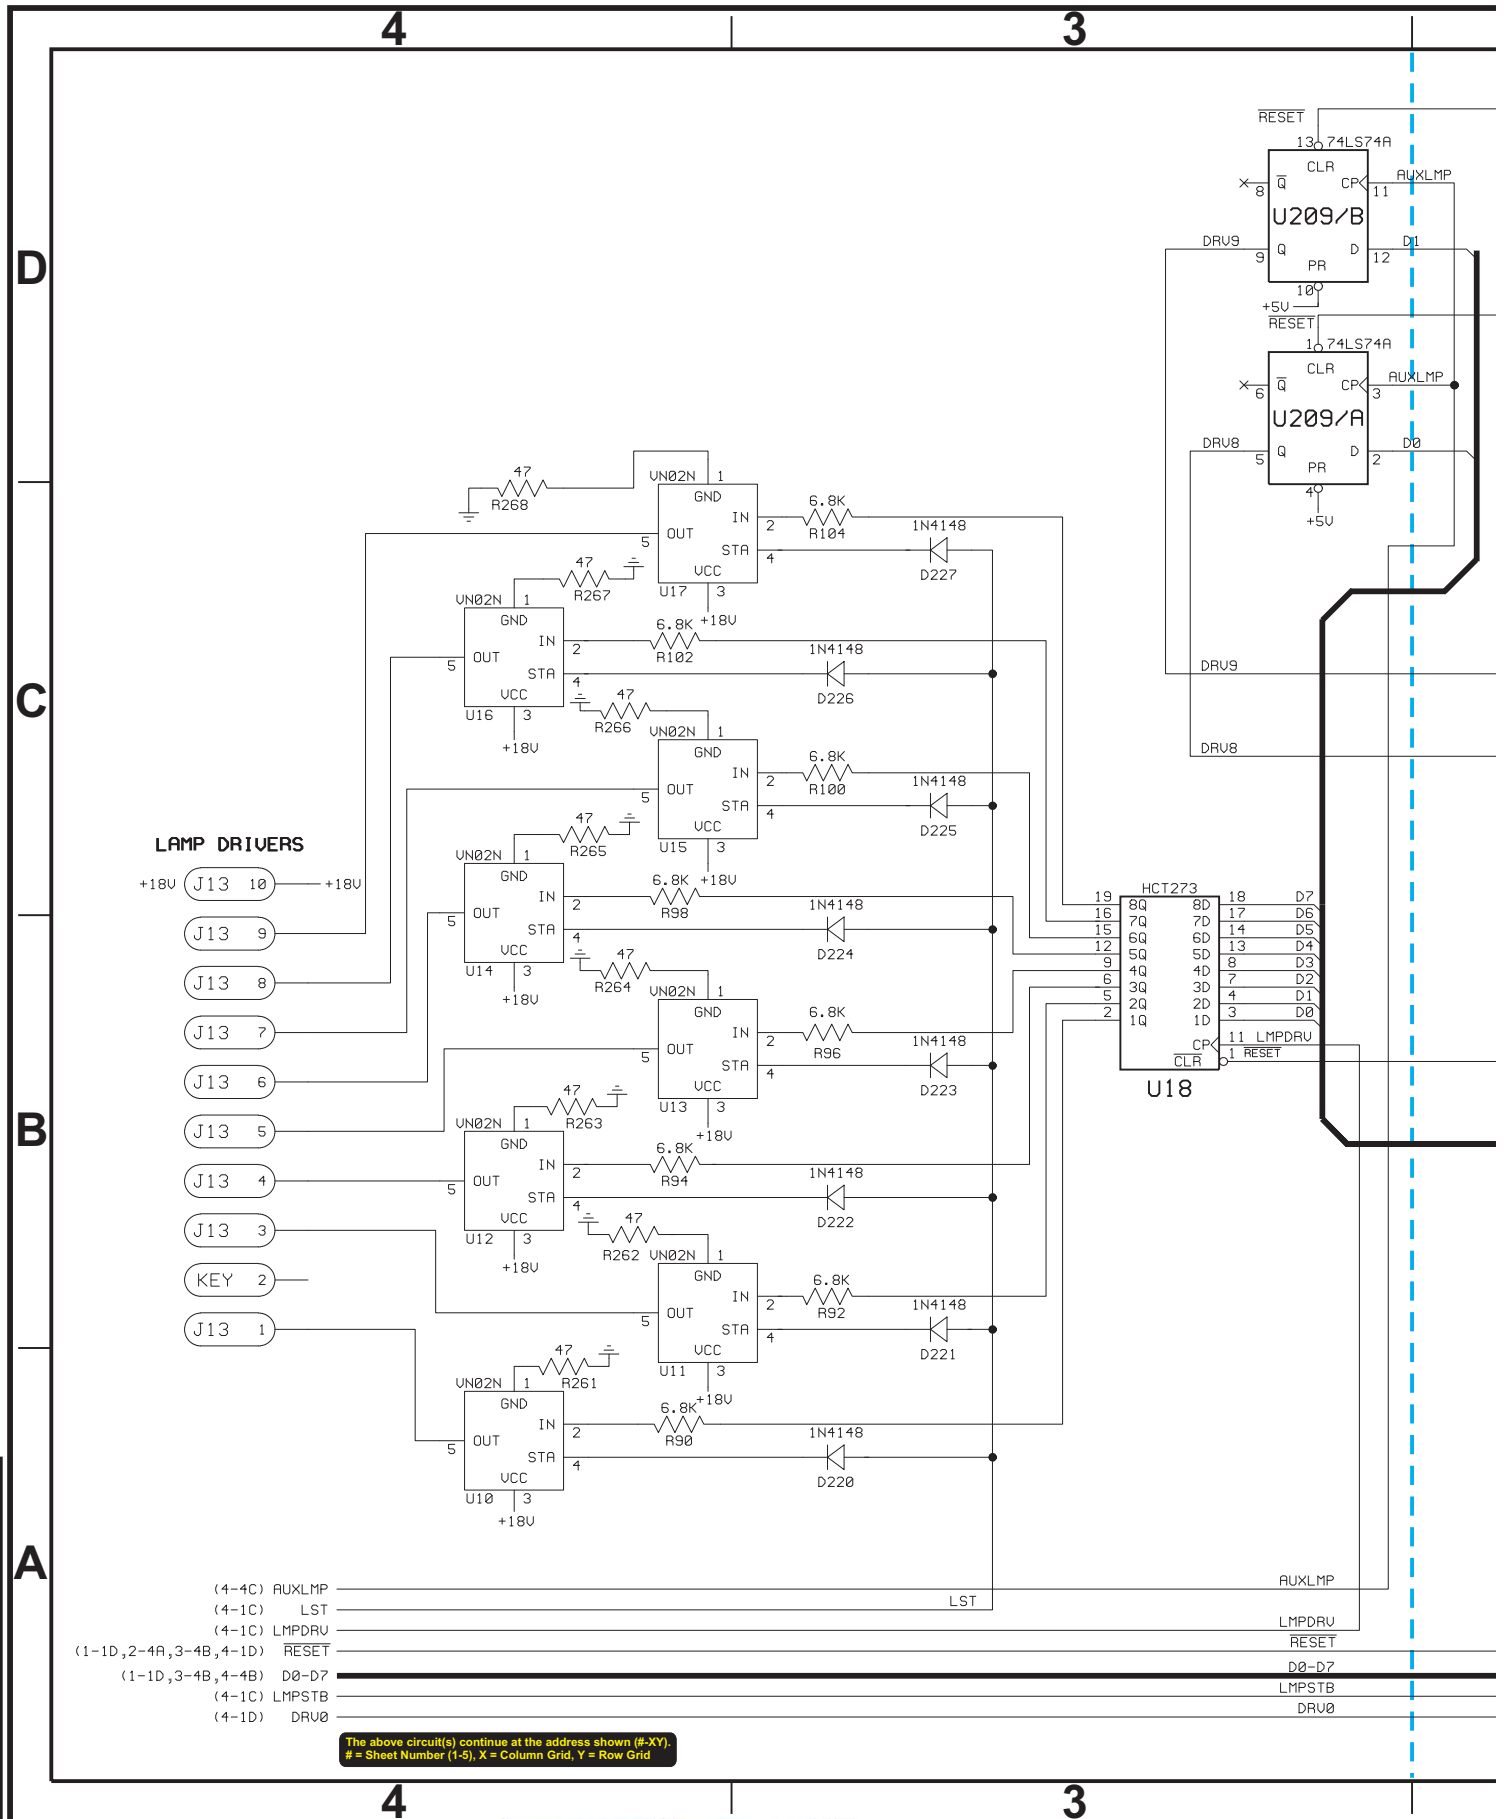 4 3
RESET
13 74LS74A
CLR
Q CP AUXLMP
8 11
U209/B
DRV9 Q D D1
9 12
PR
10
+5V
D
RESET
1 74LS74A
CLR
Q CP AUXLMP
6 3
U209/A
DRV8 Q D D0
5 2
PR
4
+5V
47
R268
VN02N 1
GND
IN 2
OUT 5
STA 4
VCC
U17 3
+18V
6.8K
R104
1N4148
D227
47
R267
VN02N 1
GND
IN 2
OUT 5
STA 4
VCC
U16 3
+18V
6.8K
R102
1N4148
D226
DRV9
C
47
R266
VN02N 1
GND
IN 2
OUT 5
STA 4
VCC
U15 3
+18V
6.8K
R100
1N4148
D225
DRV8
47
R265
VN02N 1
GND
IN 2
OUT 5
STA 4
VCC
U14 3
+18V
6.8K
R98
1N4148
D224
LAMP DRIVERS
+18V J13 10 +18V
J13 9
J13 8
J13 7
J13 6
J13 5
J13 4
J13 3
KEY 2
J13 1
HCT273
19 8Q 8D 18 D7
16 7Q 7D 17 D6
15 6Q 6D 14 D5
12 5Q 5D 13 D4
9 4Q 4D 8 D3
6 3Q 3D 7 D2
5 2Q 2D 4 D1
2 1Q 1D 3 D0
CP 11 LMPDRV
CLR 1 RESET
U18
B
47
R264
VN02N 1
GND
IN 2
OUT 5
STA 4
VCC
U13 3
+18V
6.8K
R96
1N4148
D223
47
R263
VN02N 1
GND
IN 2
OUT 5
STA 4
VCC
U12 3
+18V
6.8K
R94
1N4148
D222
47
R262
VN02N 1
GND
IN 2
OUT 5
STA 4
VCC
U11 3
+18V
6.8K
R92
1N4148
D221
47
R261
VN02N 1
GND
IN 2
OUT 5
STA 4
VCC
U10 3
+18V
6.8K
R90
1N4148
D220
A
(4-4C) AUXLMP AUXLMP
(4-1C) LST LST
(4-1C) LMPDRV LMPDRV
(1-1D,2-4A,3-4B,4-1D) RESET RESET
(1-1D,3-4B,4-4B) D0-D7 D0-D7
(4-1C) LMPSTB LMPSTB
(4-1D) DRV0 DRV0
The above circuit(s) continue at the address shown (#-XY).
# = Sheet Number (1-5), X = Column Grid, Y = Row Grid
4 3